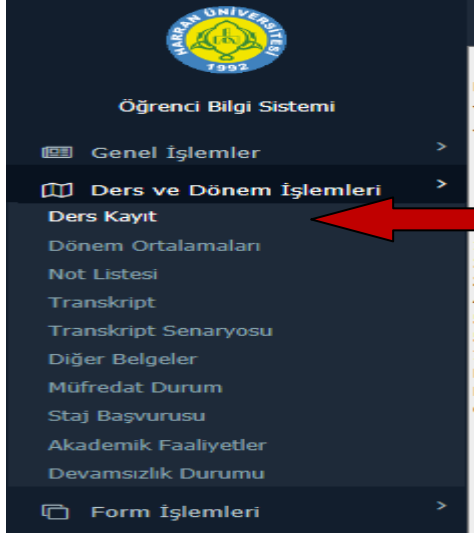 HARRAN ÜNİVERSİTESİ
1992
Öğrenci Bilgi Sistemi
Genel İşlemler >
Ders ve Dönem İşlemleri >
Ders Kayıt
Dönem Ortalamaları
Not Listesi
Transkript
Transkript Senaryosu
Diğer Belgeler
Müfredat Durum
Staj Başvurusu
Akademik Faaliyetler
Devamsızlık Durumu
Form İşlemleri >